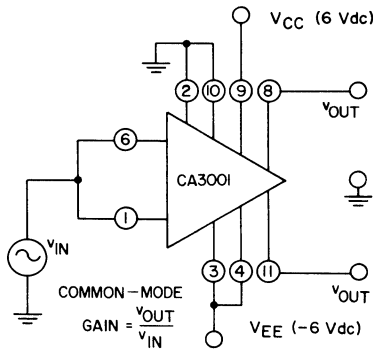 VCC (6 Vdc)
2 10 9 8
vOUT
6
CA3001
1
vIN
3 4 11
vOUT
COMMON-MODE
GAIN = vOUT/vIN
VEE (-6 Vdc)